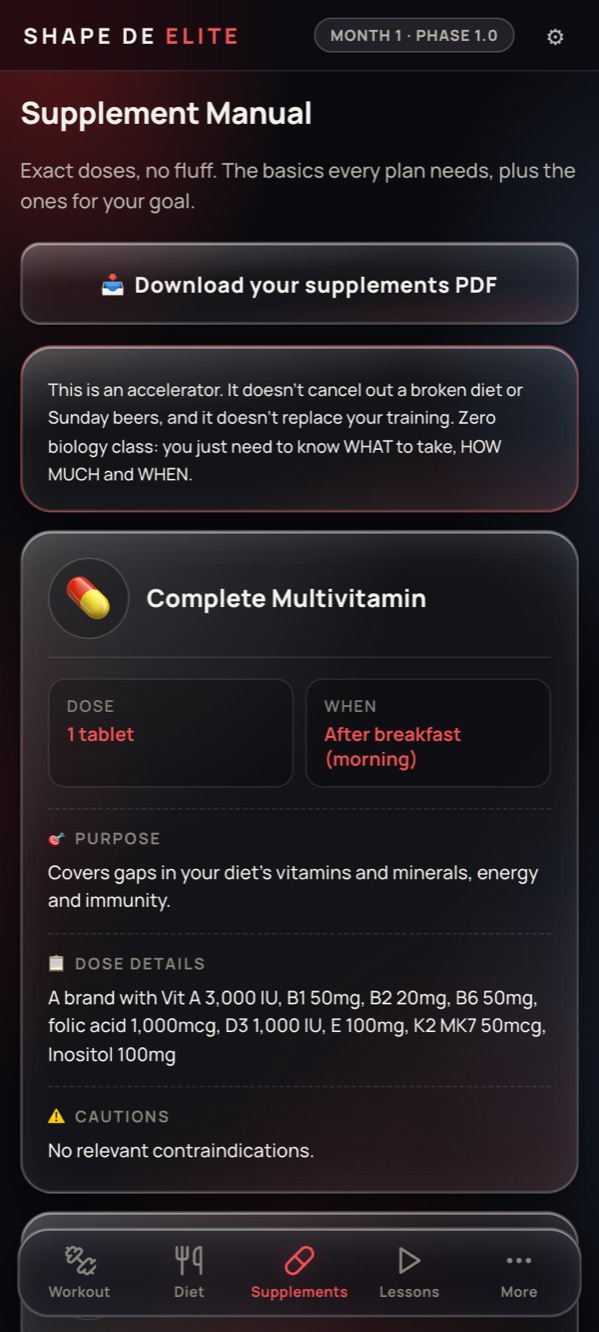 SHAPE DE ELITE
MONTH 1 · PHASE 1.0
Supplement Manual
Exact doses, no fluff. The basics every plan needs, plus the
ones for your goal.
Download your supplements PDF
This is an accelerator. It doesn't cancel out a broken diet or
Sunday beers, and it doesn't replace your training. Zero
biology class: you just need to know WHAT to take, HOW
MUCH and WHEN.
Complete Multivitamin
DOSE
1 tablet
WHEN
After breakfast
(morning)
PURPOSE
Covers gaps in your diet's vitamins and minerals, energy
and immunity.
DOSE DETAILS
A brand with Vit A 3,000 IU, B1 50mg, B2 20mg, B6 50mg,
folic acid 1,000mcg, D3 1,000 IU, E 100mg, K2 MK7 50mcg,
Inositol 100mg
CAUTIONS
No relevant contraindications.
Workout
Diet
Supplements
Lessons
More